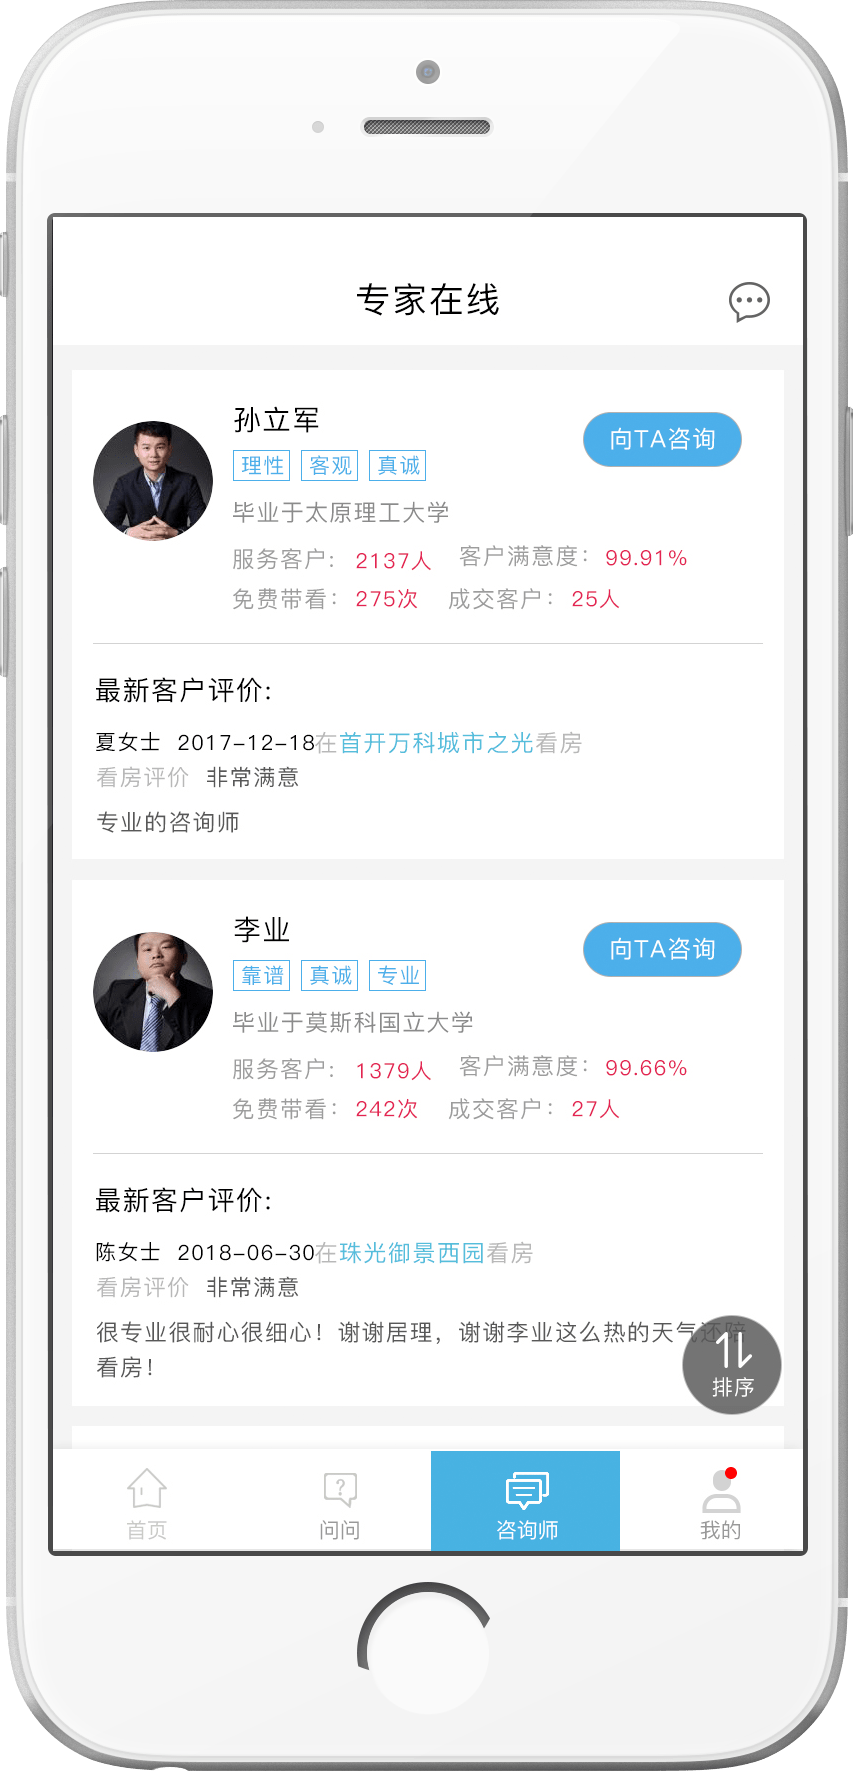 专家在线
孙立军
向TA咨询
理性 客观 真诚
毕业于太原理工大学
服务客户: 2137人 客户满意度: 99.91%
免费带看: 275次 成交客户: 25人
最新客户评价:
夏女士 2017-12-18在首开万科城市之光看房
看房评价 非常满意
专业的咨询师
李业
向TA咨询
靠谱 真诚 专业
毕业于莫斯科国立大学
服务客户: 1379人 客户满意度: 99.66%
免费带看: 242次 成交客户: 27人
最新客户评价:
陈女士 2018-06-30在珠光御景西园看房
看房评价 非常满意
很专业很耐心很细心！谢谢居理，谢谢李业这么热的天气还陪
看房！
排序
首页 问问 咨询师 我的